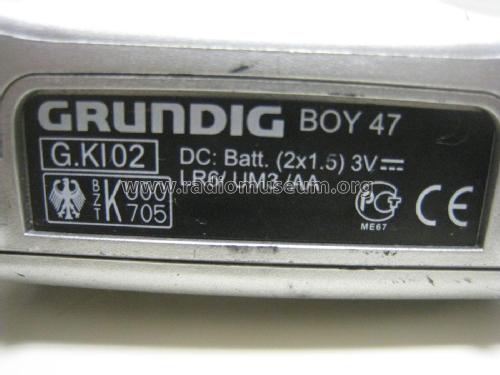 GRUNDIG BOY 47
G.KI02
DC: Batt. (2x1.5) 3V
LR6/ UM3 /AA
BZT K 000 705
ME67
CE
www.radiomuseum.org